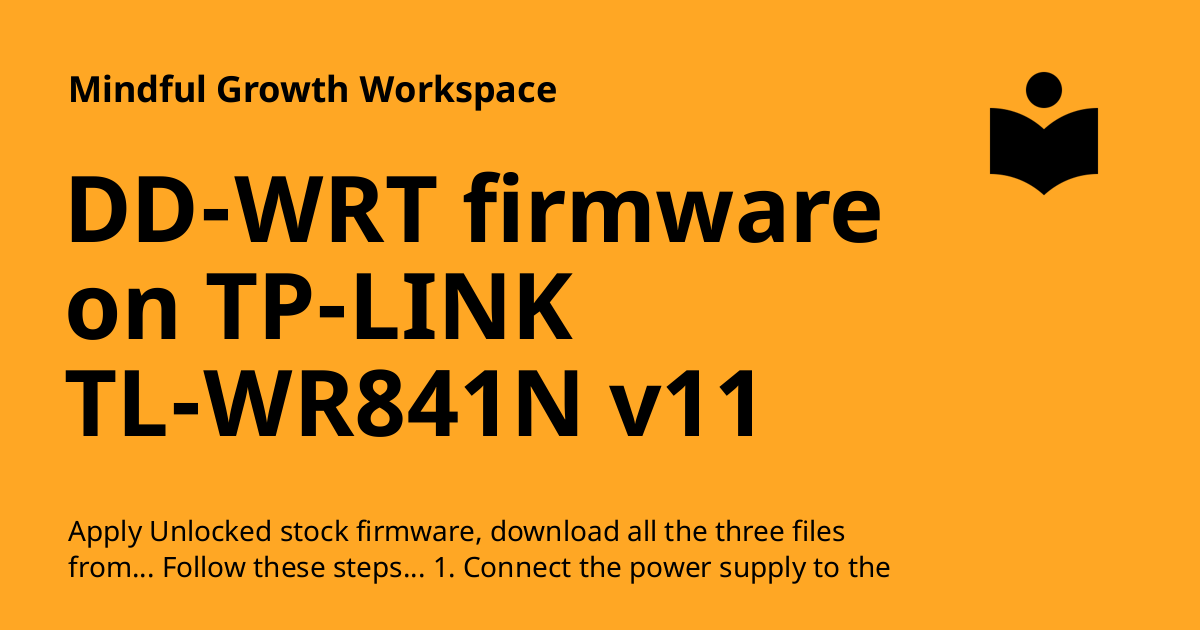 Mindful Growth Workspace
DD-WRT firmware
on TP-LINK
TL-WR841N v11
Apply Unlocked stock firmware, download all the three files
from... Follow these steps... 1. Connect the power supply to the